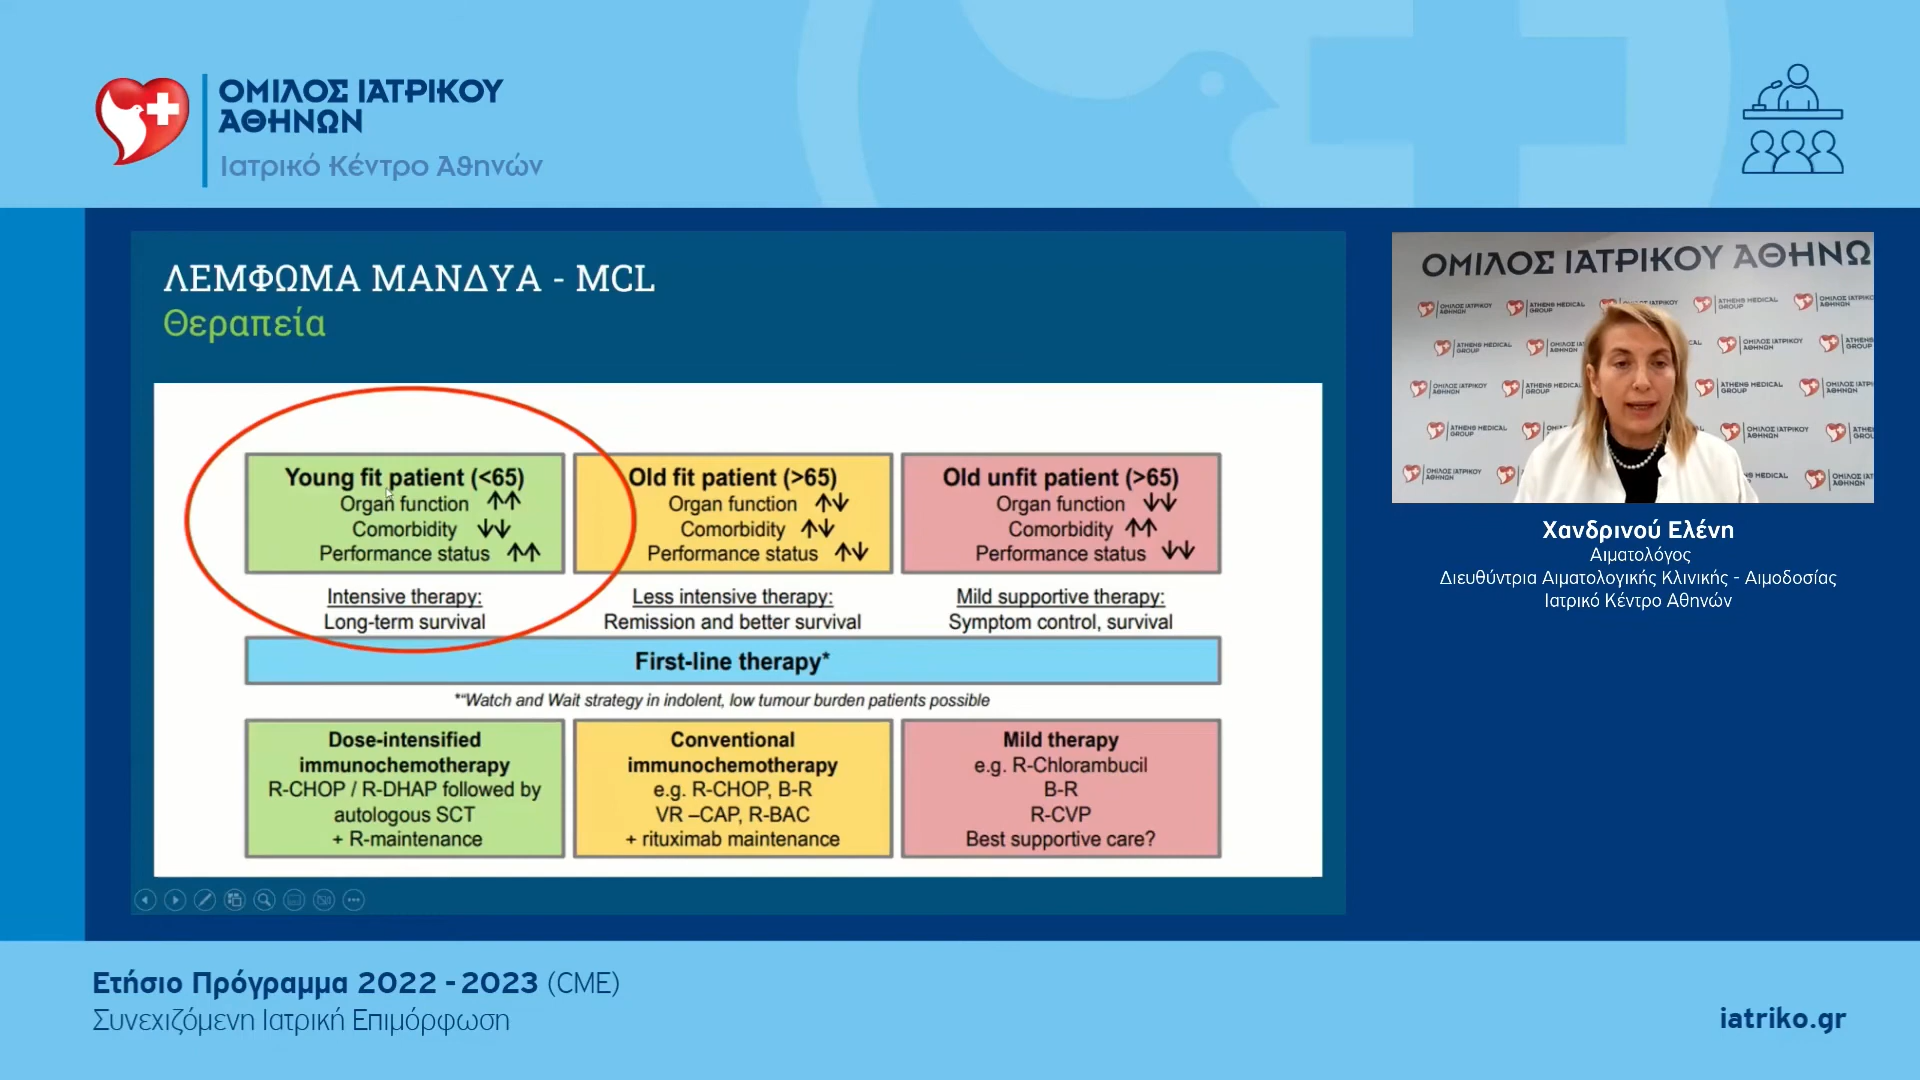 ΟΜΙΛΟΣ ΙΑΤΡΙΚΟΥ
ΑΘΗΝΩΝ
Ιατρικό Κέντρο Αθηνών
ΛΕΜΦΩΜΑ ΜΑΝΔΥΑ - MCL
Θεραπεία
Young fit patient (<65)
Organ function ↑↑
Comorbidity ↓↓
Performance status ↑↑
Old fit patient (>65)
Organ function ↑↓
Comorbidity ↑↓
Performance status ↑↓
Old unfit patient (>65)
Organ function ↓↓
Comorbidity ↑↑
Performance status ↓↓
Intensive therapy:
Long-term survival
Less intensive therapy:
Remission and better survival
Mild supportive therapy:
Symptom control, survival
First-line therapy*
*“Watch and Wait strategy in indolent, low tumour burden patients possible
Dose-intensified
immunochemotherapy
R-CHOP / R-DHAP followed by
autologous SCT
+ R-maintenance
Conventional
immunochemotherapy
e.g. R-CHOP, B-R
VR –CAP, R-BAC
+ rituximab maintenance
Mild therapy
e.g. R-Chlorambucil
B-R
R-CVP
Best supportive care?
ΟΜΙΛΟΣ ΙΑΤΡΙΚΟΥ ΑΘΗΝΩ
Χανδρινού Ελένη
Αιματολόγος
Διευθύντρια Αιματολογικής Κλινικής - Αιμοδοσίας
Ιατρικό Κέντρο Αθηνών
Ετήσιο Πρόγραμμα 2022 - 2023 (CME)
Συνεχιζόμενη Ιατρική Επιμόρφωση
iatriko.gr